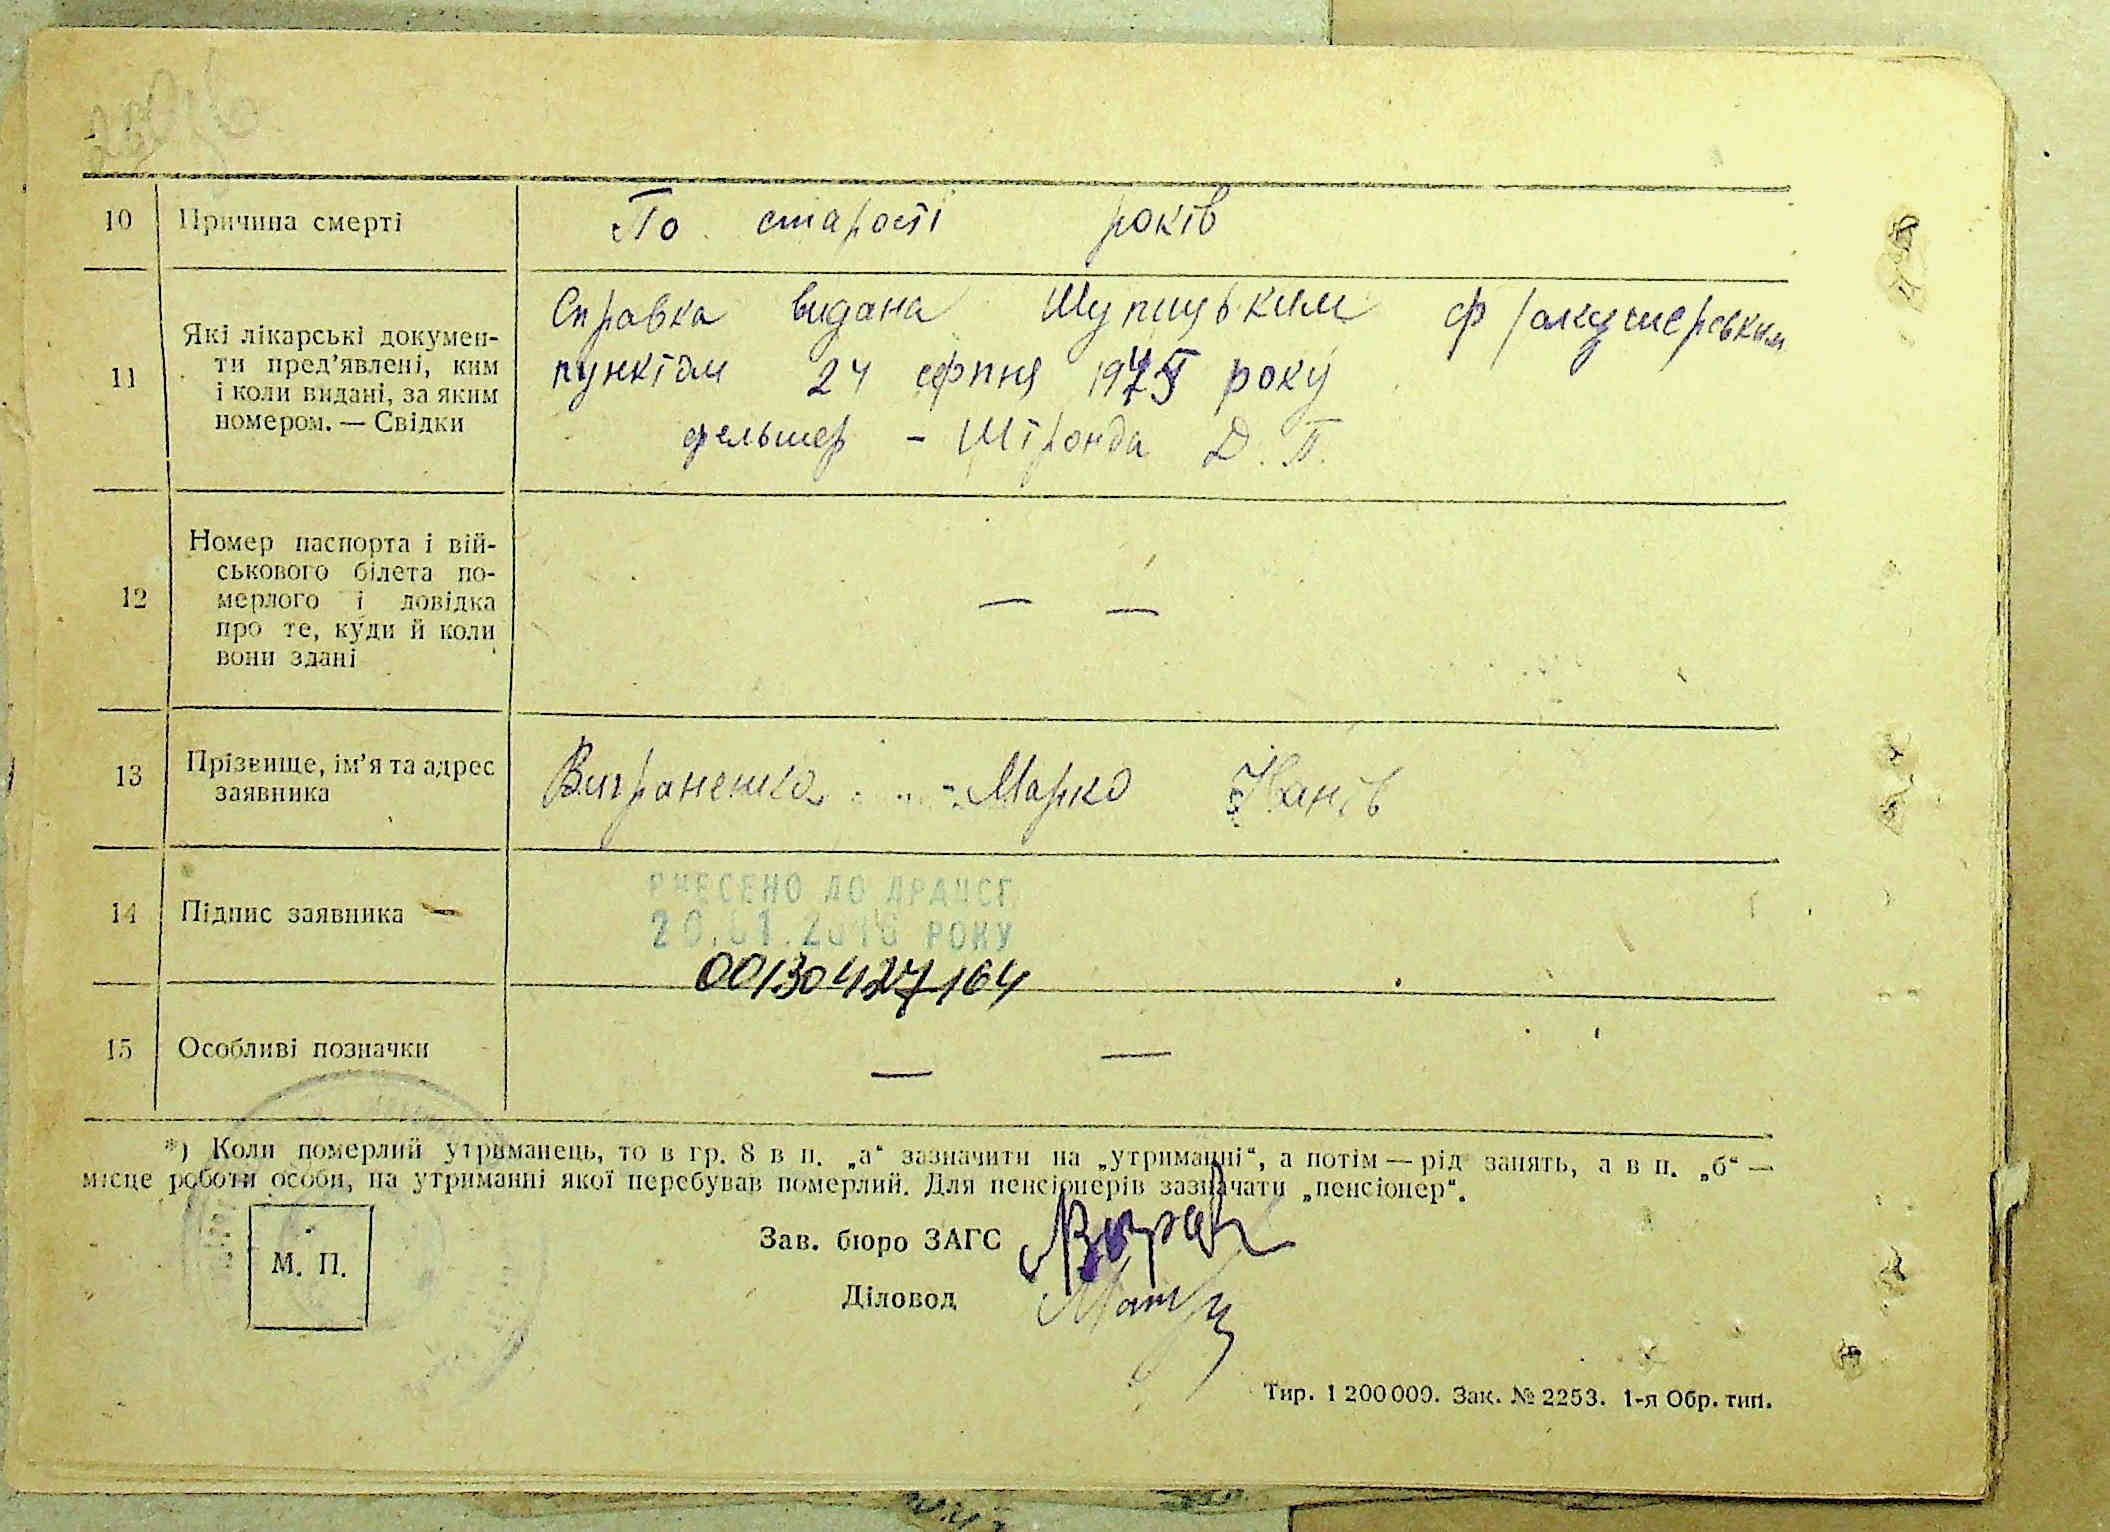 10 Причина смерті По старості років
11 Які лікарські докумен-
ти пред’явлені, ким
і коли видані, за яким
номером. — Свідки
Справка видана Шупицьким ф/акушерським
пунктом 24 серпня року
фельшер – Д. П.
12 Номер паспорта і вій-
ськового білета по-
мерлого і довідка
про те, куди й коли
вони здані
— —
13 Прізвище, ім’я та адрес
заявника
Марко
14 Підпис заявника
ВНЕСЕНО ДО ДРАЦСГ
РОКУ
00130427164
15 Особливі позначки — —
*) Коли померлий утриманець, то в гр. 8 в п. „а“ зазначити на „утриманні“, а потім — рід занять, а в п. „б“ —
місце роботи особи, на утриманні якої перебував померлий. Для пенсіонерів зазначати „пенсіонер“.
М. П.
Зав. бюро ЗАГС
Діловод
Тир. 1 200 000. Зак. № 2253. 1-я Обр. тип.